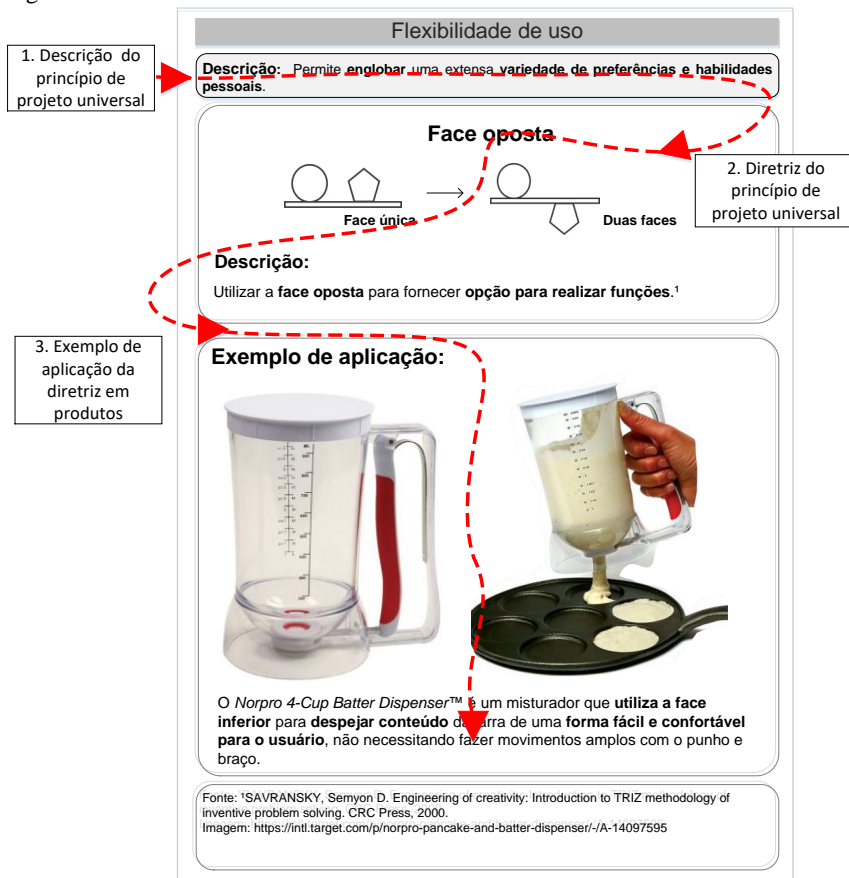 Flexibilidade de uso
1. Descrição do
princípio de
projeto universal
Descrição: Permite englobar uma extensa variedade de preferências e habilidades
pessoais.
Face oposta
2. Diretriz do
princípio de
projeto universal
Face única
Duas faces
Descrição:
Utilizar a face oposta para fornecer opção para realizar funções.¹
3. Exemplo de
aplicação da
diretriz em
produtos
Exemplo de aplicação:
O Norpro 4-Cup Batter Dispenser™ é um misturador que utiliza a face
inferior para despejar conteúdo da jarra de uma forma fácil e confortável
para o usuário, não necessitando fazer movimentos amplos com o punho e
braço.
Fonte: ¹SAVRANSKY, Semyon D. Engineering of creativity: Introduction to TRIZ methodology of
inventive problem solving. CRC Press, 2000.
Imagem: https://intl.target.com/p/norpro-pancake-and-batter-dispenser/-/A-14097595